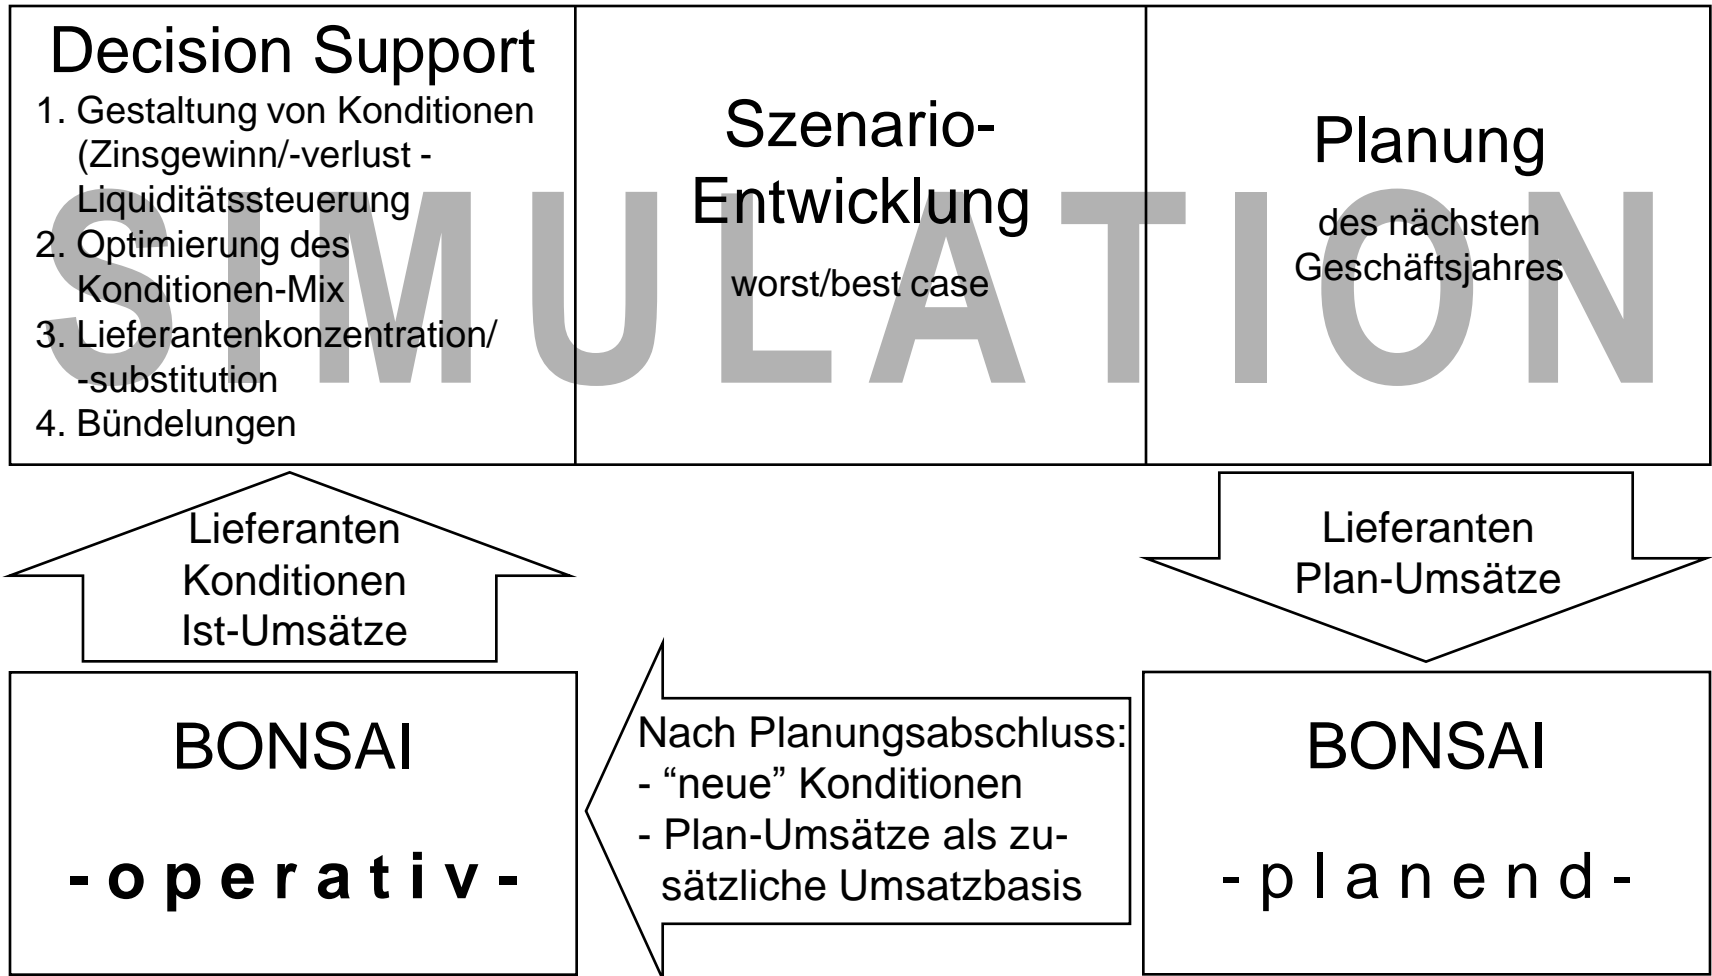 Decision Support
1. Gestaltung von Konditionen
(Zinsgewinn/-verlust -
Liquiditätssteuerung
2. Optimierung des
Konditionen-Mix
3. Lieferantenkonzentration/
-substitution
4. Bündelungen
Szenario-
Entwicklung
worst/best case
Planung
des nächsten
Geschäftsjahres
SIMULATION
Lieferanten
Konditionen
Ist-Umsätze
Lieferanten
Plan-Umsätze
BONSAI
- o p e r a t i v -
Nach Planungsabschluss:
- “neue” Konditionen
- Plan-Umsätze als zu-
sätzliche Umsatzbasis
BONSAI
- p l a n e n d -